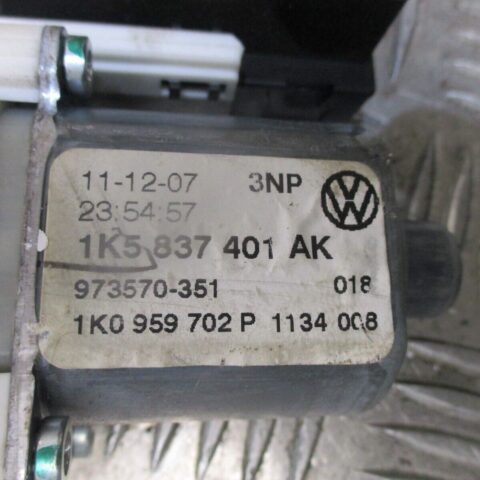 11-12-07 3NP
23:54:57
1K5 837 401 AK
973570-351 018
1K0 959 702 P 1134 008